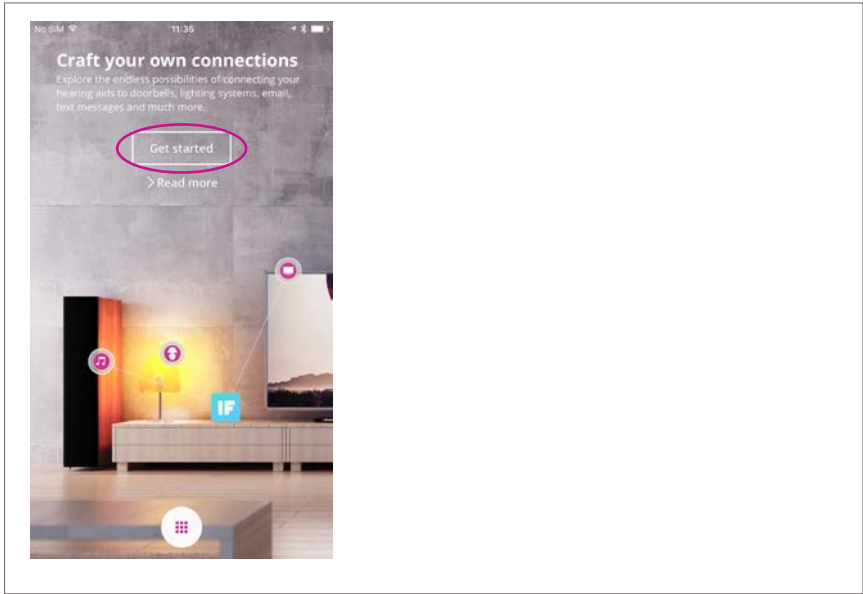 No SIM 11:35
Craft your own connections
Explore the endless possibilities of connecting your
hearing aids to doorbells, lighting systems, email,
text messages and much more.
Get started
Read more
IF